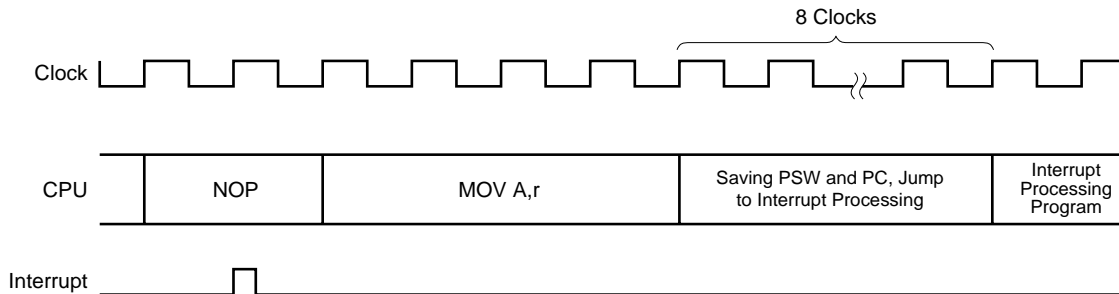 8 Clocks
Clock
CPU
NOP
MOV A,r
Saving PSW and PC, Jump
to Interrupt Processing
Interrupt
Processing
Program
Interrupt